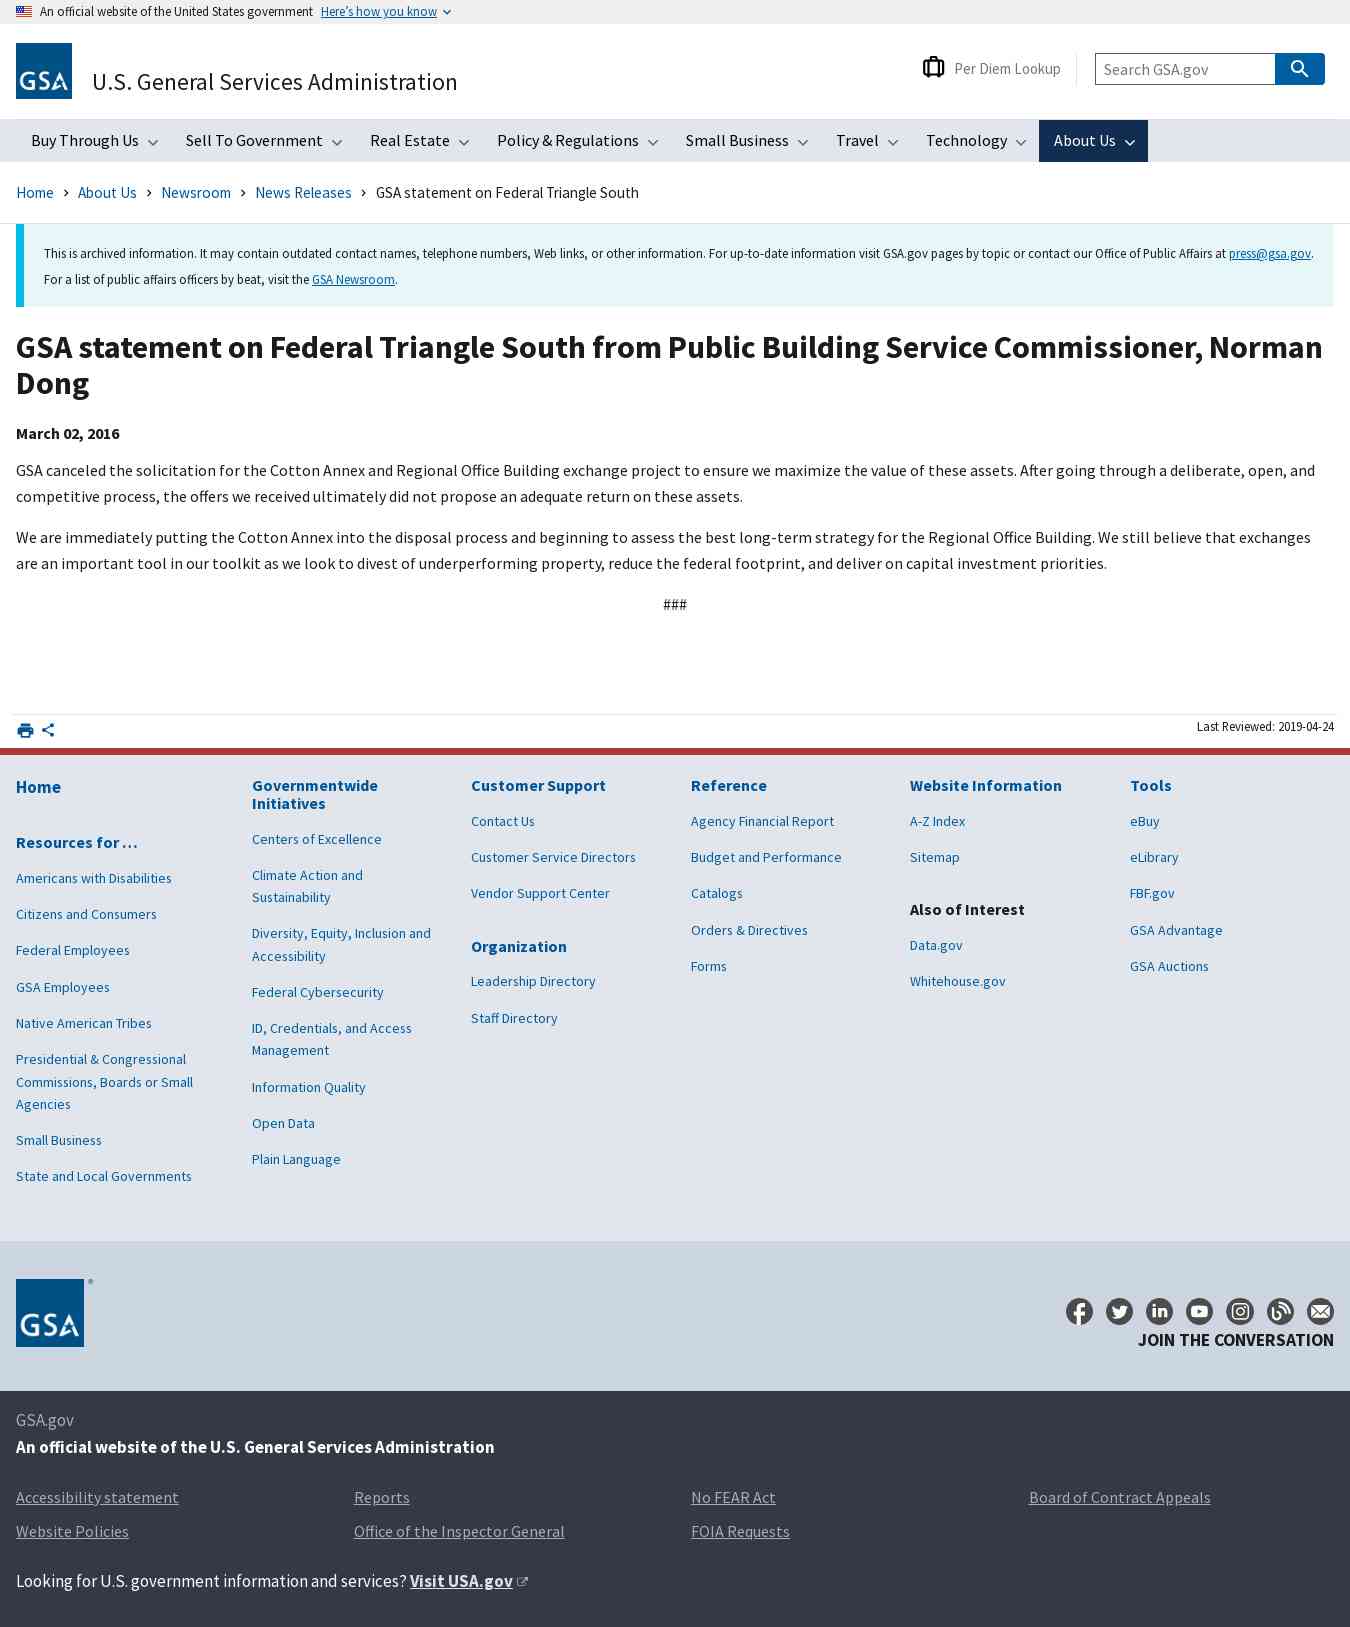 An official website of the United States government Here's how you know
GSA
U.S. General Services Administration
Per Diem Lookup
Search GSA.gov
Buy Through Us Sell To Government Real Estate Policy & Regulations Small Business Travel Technology About Us
Home > About Us > Newsroom > News Releases > GSA statement on Federal Triangle South
This is archived information. It may contain outdated contact names, telephone numbers, Web links, or other information. For up-to-date information visit GSA.gov pages by topic or contact our Office of Public Affairs at press@gsa.gov.
For a list of public affairs officers by beat, visit the GSA Newsroom.
GSA statement on Federal Triangle South from Public Building Service Commissioner, Norman
Dong
March 02, 2016
GSA canceled the solicitation for the Cotton Annex and Regional Office Building exchange project to ensure we maximize the value of these assets. After going through a deliberate, open, and
competitive process, the offers we received ultimately did not propose an adequate return on these assets.
We are immediately putting the Cotton Annex into the disposal process and beginning to assess the best long-term strategy for the Regional Office Building. We still believe that exchanges
are an important tool in our toolkit as we look to divest of underperforming property, reduce the federal footprint, and deliver on capital investment priorities.
###
Last Reviewed: 2019-04-24
Home
Resources for …
Americans with Disabilities
Citizens and Consumers
Federal Employees
GSA Employees
Native American Tribes
Presidential & Congressional
Commissions, Boards or Small
Agencies
Small Business
State and Local Governments
Governmentwide
Initiatives
Centers of Excellence
Climate Action and
Sustainability
Diversity, Equity, Inclusion and
Accessibility
Federal Cybersecurity
ID, Credentials, and Access
Management
Information Quality
Open Data
Plain Language
Customer Support
Contact Us
Customer Service Directors
Vendor Support Center
Organization
Leadership Directory
Staff Directory
Reference
Agency Financial Report
Budget and Performance
Catalogs
Orders & Directives
Forms
Website Information
A-Z Index
Sitemap
Also of Interest
Data.gov
Whitehouse.gov
Tools
eBuy
eLibrary
FBF.gov
GSA Advantage
GSA Auctions
GSA®
JOIN THE CONVERSATION
GSA.gov
An official website of the U.S. General Services Administration
Accessibility statement Reports No FEAR Act Board of Contract Appeals
Website Policies Office of the Inspector General FOIA Requests
Looking for U.S. government information and services? Visit USA.gov